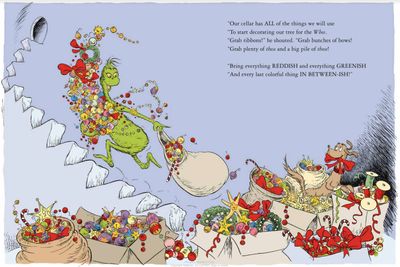 "Our cellar has ALL of the things we will use
"To start decorating our tree for the Whos.
"Grab ribbons!" he shouted. "Grab bunches of bows!
"Grab plenty of these and a big pile of those!
"Bring everything REDDISH and everything GREENISH
"And every last colorful thing IN BETWEEN-ISH!"